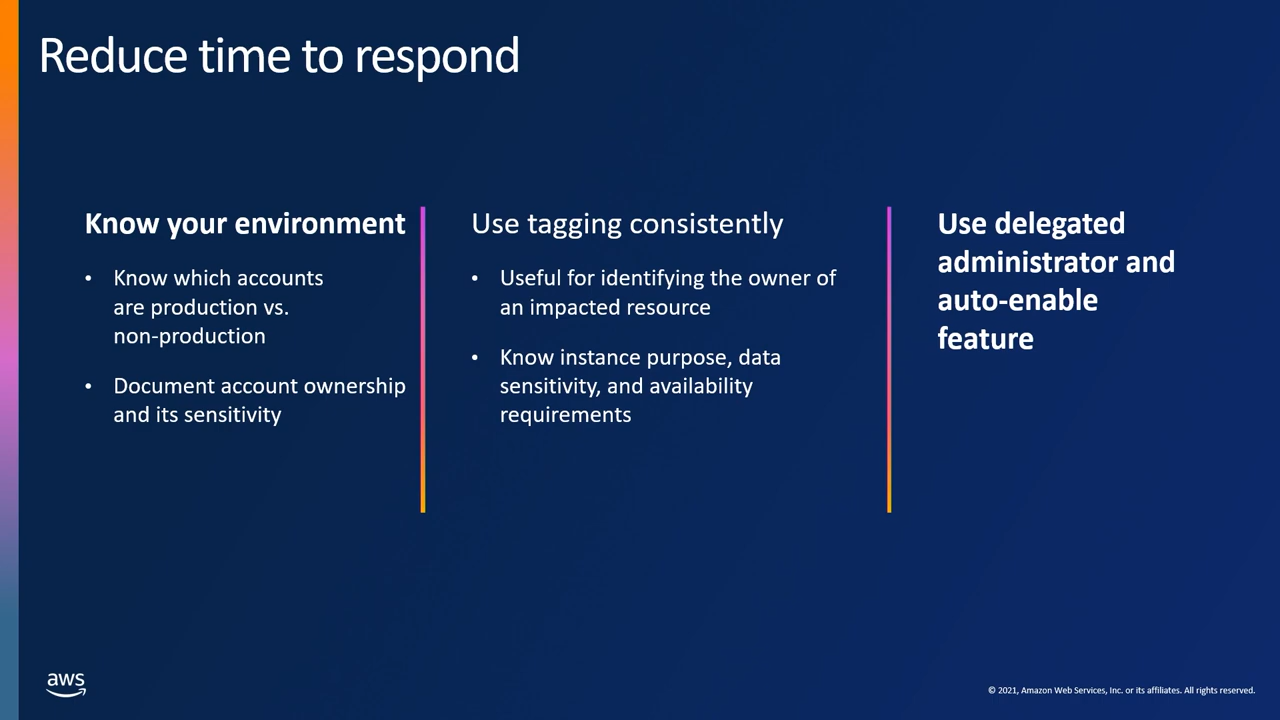 Reduce time to respond
Know your environment
• Know which accounts
are production vs.
non-production
• Document account ownership
and its sensitivity
Use tagging consistently
• Useful for identifying the owner of
an impacted resource
• Know instance purpose, data
sensitivity, and availability
requirements
Use delegated
administrator and
auto-enable
feature
aws
© 2021, Amazon Web Services, Inc. or its affiliates. All rights reserved.